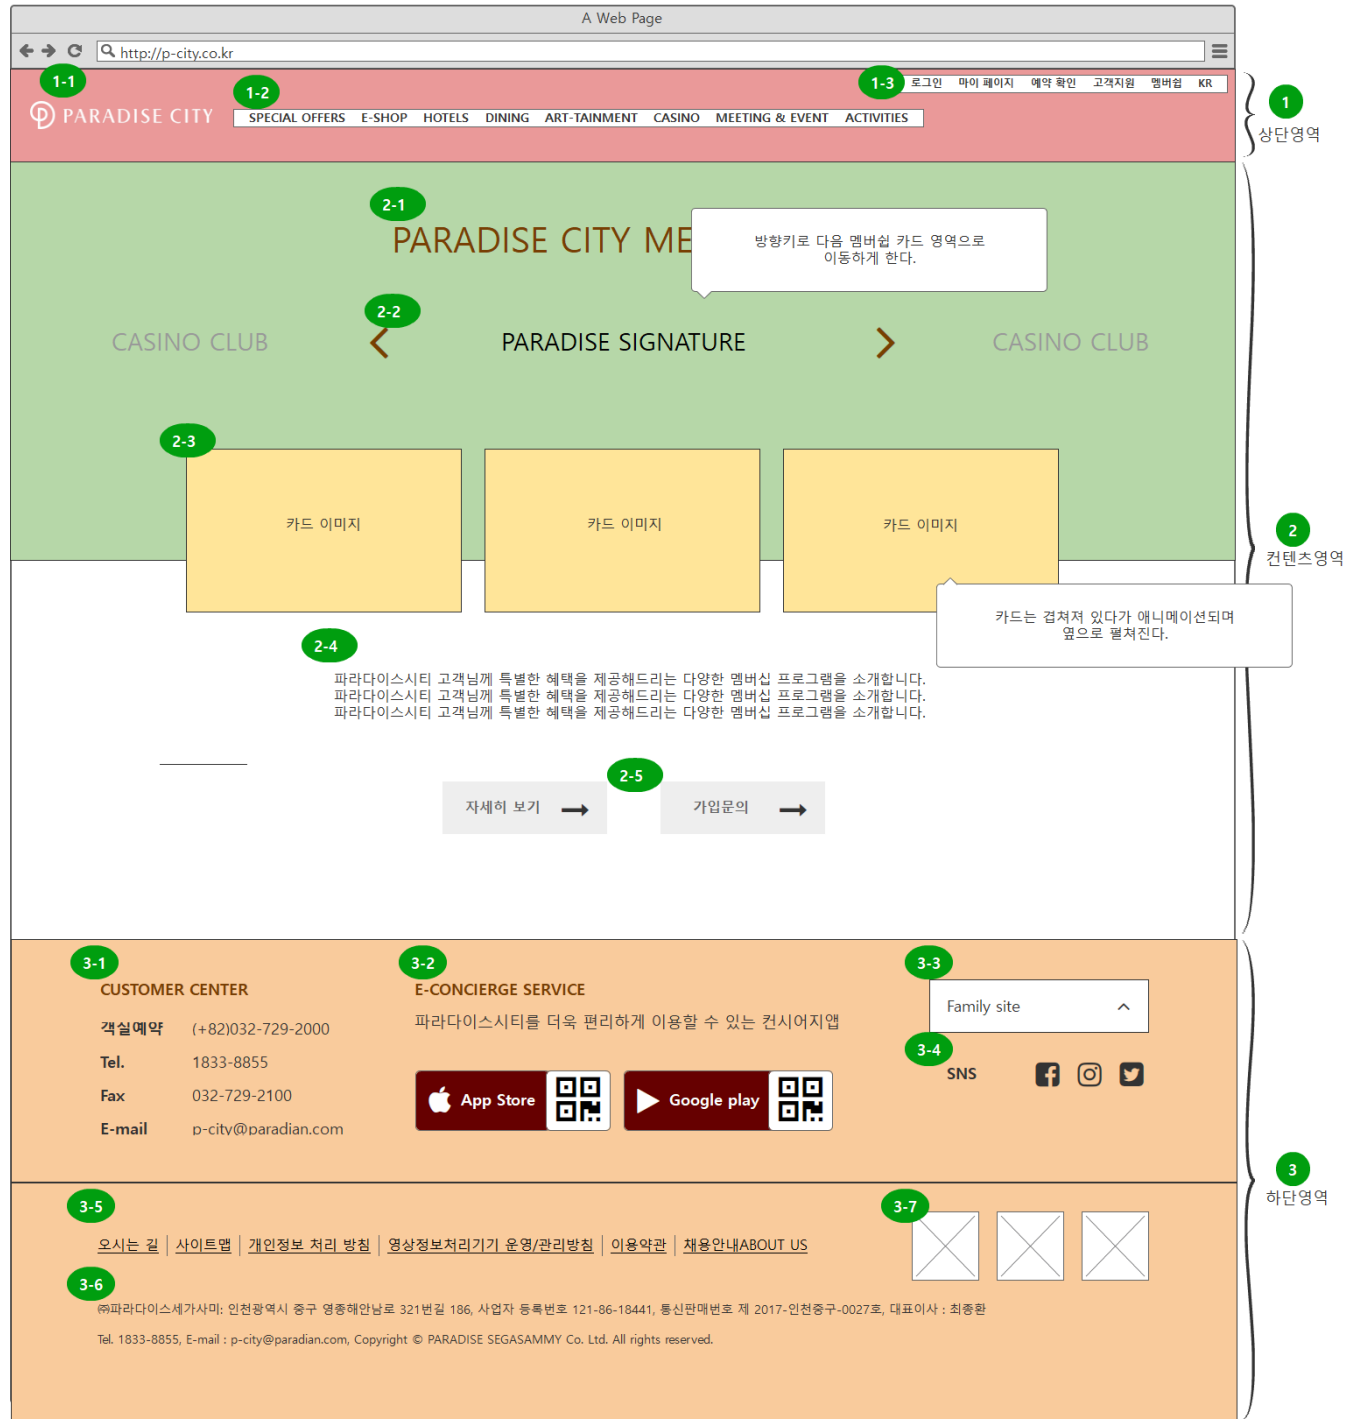 A Web Page
http://p-city.co.kr
1-1
1-2
1-3
로그인 마이 페이지 예약 확인 고객지원 멤버쉽 KR
PARADISE CITY
SPECIAL OFFERS E-SHOP HOTELS DINING ART-TAINMENT CASINO MEETING & EVENT ACTIVITIES
1
상단영역
2-1
PARADISE CITY ME
방향키로 다음 멤버쉽 카드 영역으로
이동하게 한다.
2-2
CASINO CLUB
PARADISE SIGNATURE
CASINO CLUB
2-3
카드 이미지
카드 이미지
카드 이미지
2
컨텐츠영역
카드는 겹쳐져 있다가 애니메이션되며
옆으로 펼쳐진다.
2-4
파라다이스시티 고객님께 특별한 혜택을 제공해드리는 다양한 멤버십 프로그램을 소개합니다.
파라다이스시티 고객님께 특별한 혜택을 제공해드리는 다양한 멤버십 프로그램을 소개합니다.
파라다이스시티 고객님께 특별한 혜택을 제공해드리는 다양한 멤버십 프로그램을 소개합니다.
2-5
자세히 보기
가입문의
3-1
CUSTOMER CENTER
객실예약 (+82)032-729-2000
Tel. 1833-8855
Fax 032-729-2100
E-mail p-city@paradian.com
3-2
E-CONCIERGE SERVICE
파라다이스시티를 더욱 편리하게 이용할 수 있는 컨시어지앱
App Store
Google play
3-3
Family site
3-4
SNS
3
하단영역
3-5
오시는 길 | 사이트맵 | 개인정보 처리 방침 | 영상정보처리기기 운영/관리방침 | 이용약관 | 채용안내ABOUT US
3-7
3-6
㈜파라다이스세가사미: 인천광역시 중구 영종해안남로 321번길 186, 사업자 등록번호 121-86-18441, 통신판매번호 제 2017-인천중구-0027호, 대표이사 : 최종환
Tel. 1833-8855, E-mail : p-city@paradian.com, Copyright © PARADISE SEGASAMMY Co. Ltd. All rights reserved.